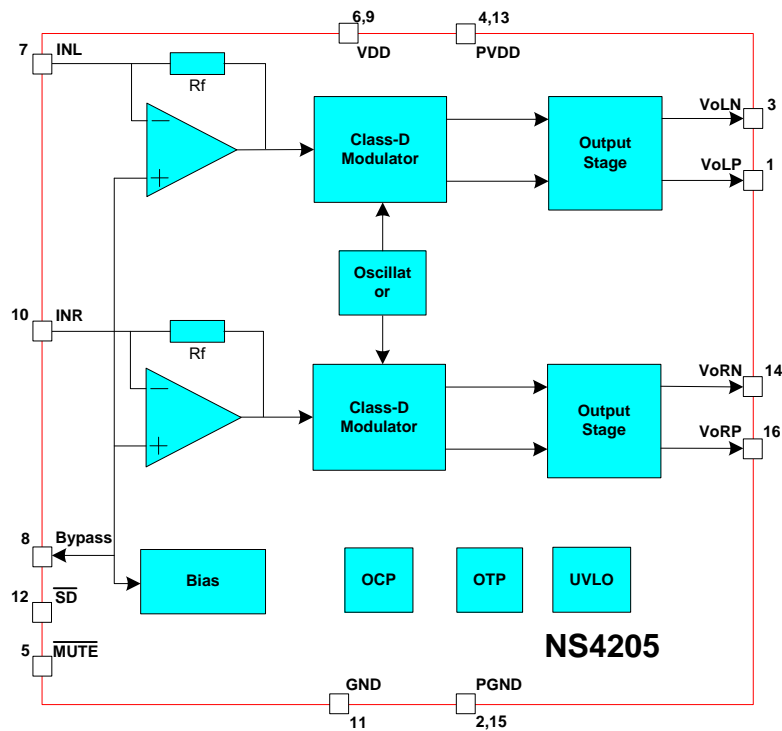 6,9
4,13
VDD
PVDD
7
INL
Rf
3
VoLN
Class-D
Modulator
Output
Stage
VoLP
1
Oscillat
or
10
INR
Rf
14
VoRN
Class-D
Modulator
Output
Stage
VoRP
16
8
Bypass
Bias
OCP
OTP
UVLO
12
SD
5
MUTE
NS4205
GND
11
PGND
2,15